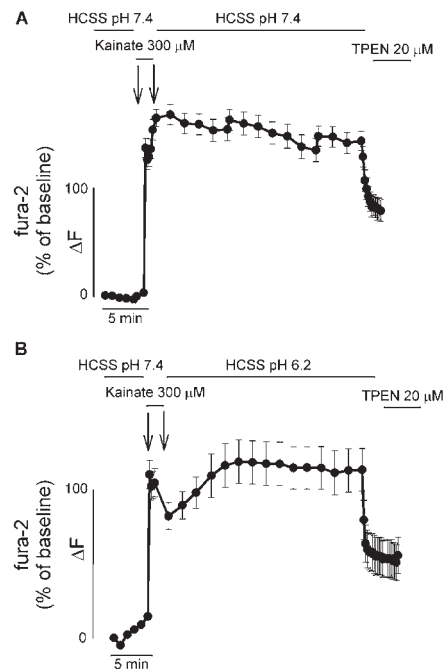 A
HCSS pH 7.4
HCSS pH 7.4
Kainate 300 µM
TPEN 20 µM
100
0
fura-2
(% of baseline)
ΔF
5 min
B
HCSS pH 7.4
HCSS pH 6.2
Kainate 300 µM
TPEN 20 µM
100
0
fura-2
(% of baseline)
ΔF
5 min